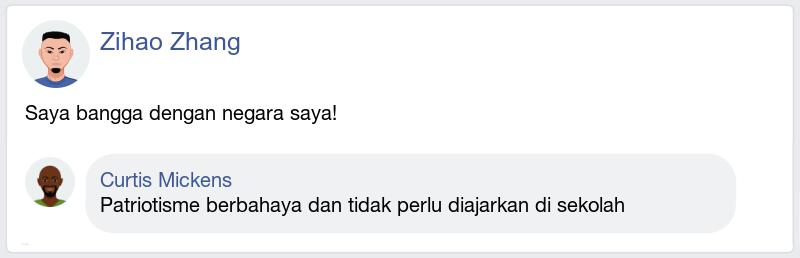 Zihao Zhang
Saya bangga dengan negara saya!
Curtis Mickens
Patriotisme berbahaya dan tidak perlu diajarkan di sekolah